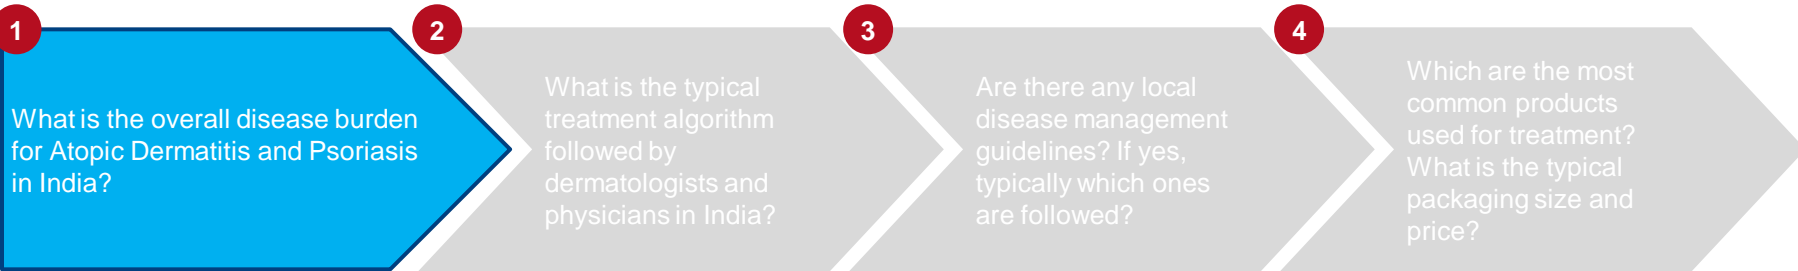 1
What is the overall disease burden
for Atopic Dermatitis and Psoriasis
in India?
2
What is the typical
treatment algorithm
followed by
dermatologists and
physicians in India?
3
Are there any local
disease management
guidelines? If yes,
typically which ones
are followed?
4
Which are the most
common products
used for treatment?
What is the typical
packaging size and
price?